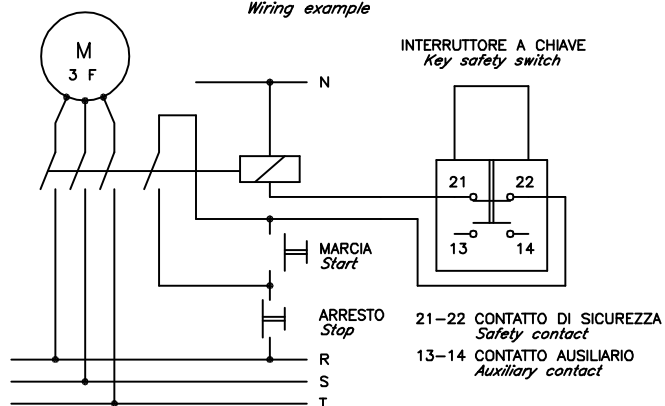 Wiring example
M
3 F
N
INTERRUTTORE A CHIAVE
Key safety switch
21 22
13 14
MARCIA
Start
ARRESTO
Stop
21-22 CONTATTO DI SICUREZZA
Safety contact
13-14 CONTATTO AUSILIARIO
Auxiliary contact
R
S
T